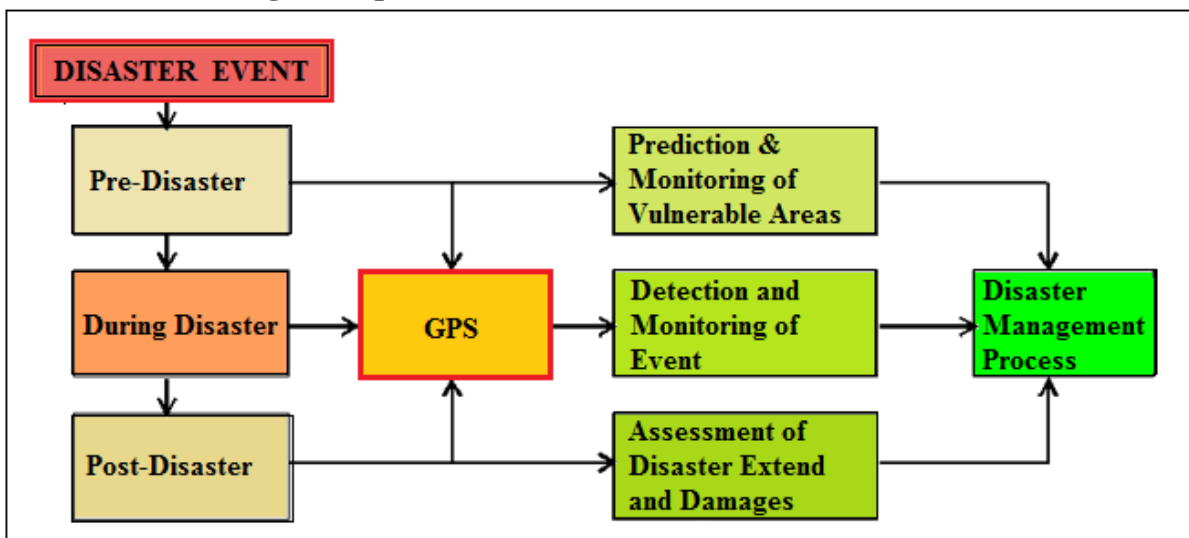 DISASTER EVENT
Pre-Disaster
Prediction &
Monitoring of
Vulnerable Areas
During Disaster
GPS
Detection and
Monitoring of
Event
Disaster
Management
Process
Post-Disaster
Assessment of
Disaster Extend
and Damages